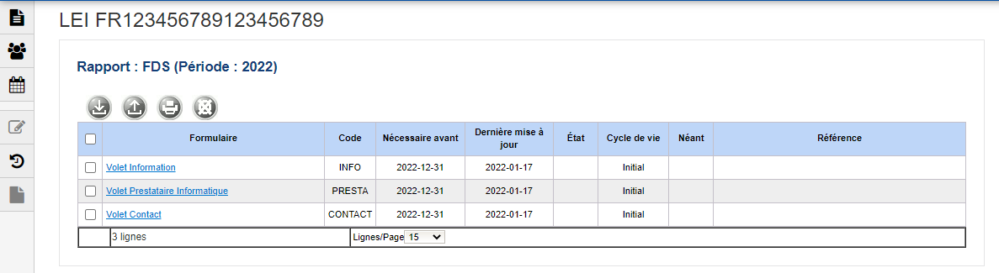 LEI FR123456789123456789
Rapport : FDS (Période : 2022)
Formulaire Code Nécessaire avant Dernière mise à jour État Cycle de vie Néant Référence
Volet Information INFO 2022-12-31 2022-01-17 Initial
Volet Prestataire Informatique PRESTA 2022-12-31 2022-01-17 Initial
Volet Contact CONTACT 2022-12-31 2022-01-17 Initial
3 lignes Lignes/Page 15